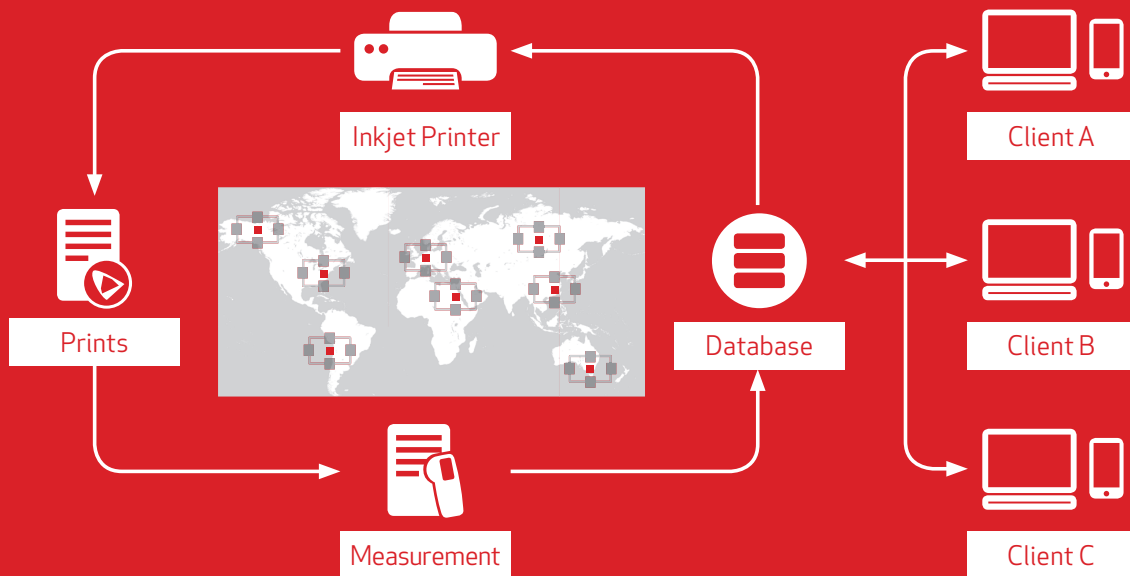 Inkjet Printer
Client A
Prints
Database
Client B
Measurement
Client C